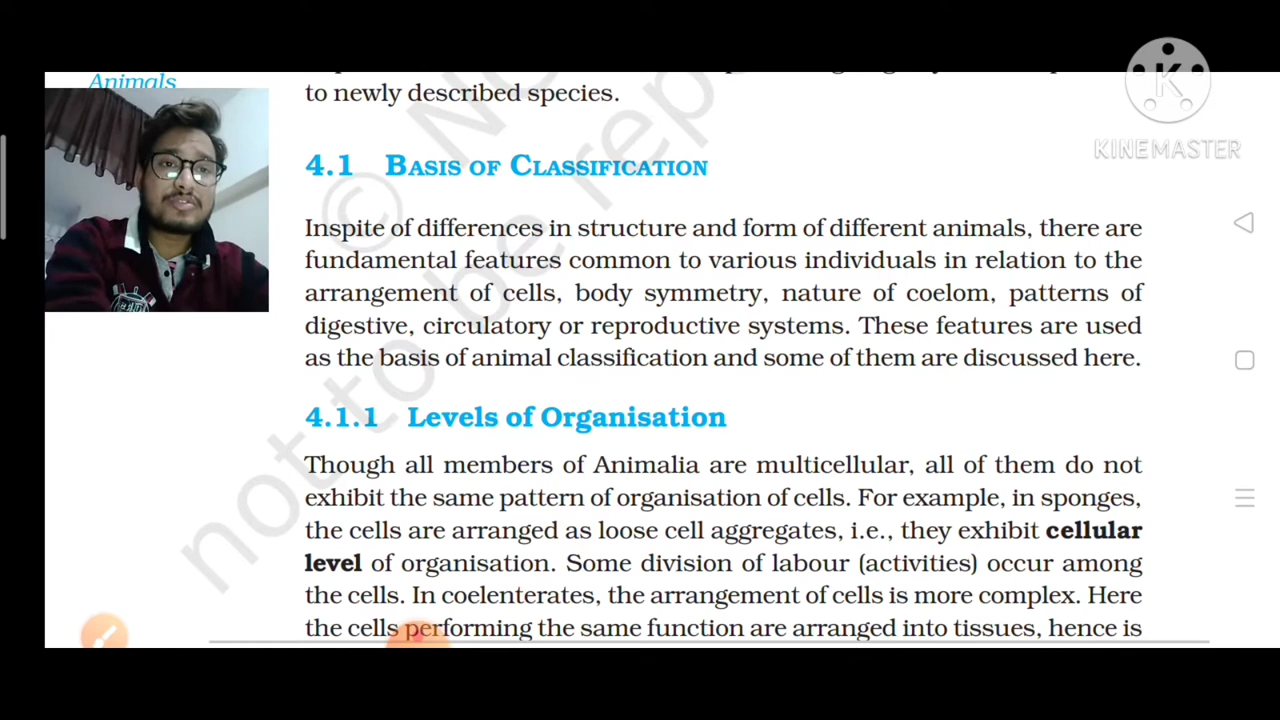 Animals
to newly described species.
KINEMASTER
4.1 BASIS OF CLASSIFICATION
Inspite of differences in structure and form of different animals, there are
fundamental features common to various individuals in relation to the
arrangement of cells, body symmetry, nature of coelom, patterns of
digestive, circulatory or reproductive systems. These features are used
as the basis of animal classification and some of them are discussed here.
4.1.1 Levels of Organisation
Though all members of Animalia are multicellular, all of them do not
exhibit the same pattern of organisation of cells. For example, in sponges,
the cells are arranged as loose cell aggregates, i.e., they exhibit cellular
level of organisation. Some division of labour (activities) occur among
the cells. In coelenterates, the arrangement of cells is more complex. Here
the cells performing the same function are arranged into tissues, hence is
©
not to be rep